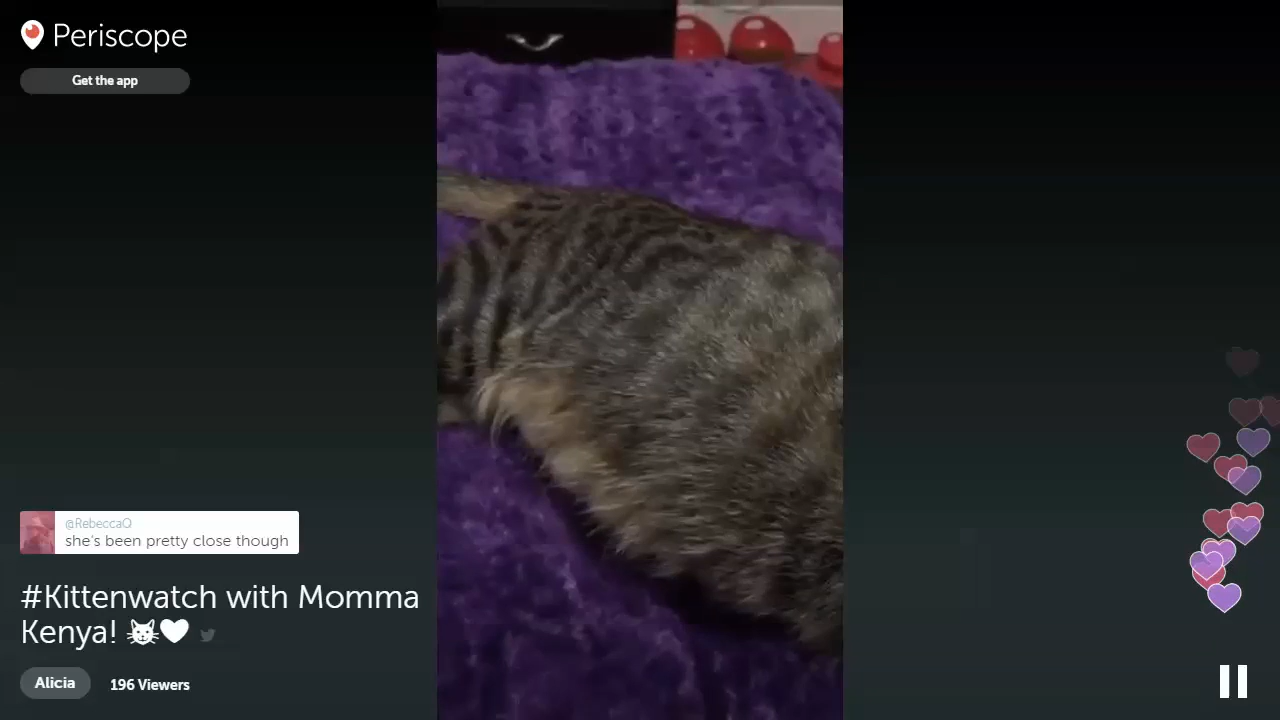 Periscope
Get the app
@RebeccaQ
she's been pretty close though
#Kittenwatch with Momma
Kenya! 🐱🤍
Alicia
196 Viewers